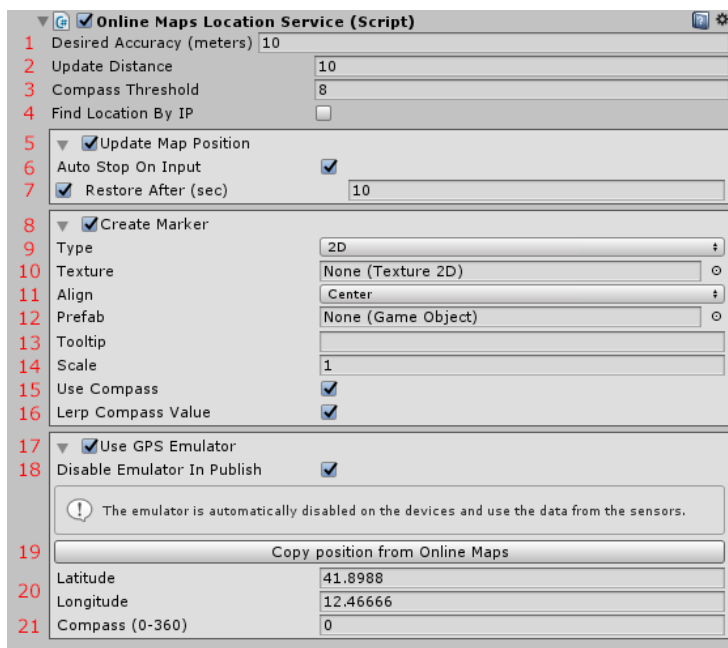 Online Maps Location Service (Script)
1 Desired Accuracy (meters) 10
2 Update Distance 10
3 Compass Threshold 8
4 Find Location By IP
5 Update Map Position
6 Auto Stop On Input
7 Restore After (sec) 10
8 Create Marker
9 Type 2D
10 Texture None (Texture 2D)
11 Align Center
12 Prefab None (Game Object)
13 Tooltip
14 Scale 1
15 Use Compass
16 Lerp Compass Value
17 Use GPS Emulator
18 Disable Emulator In Publish
The emulator is automatically disabled on the devices and use the data from the sensors.
19 Copy position from Online Maps
Latitude 41.8988
20
Longitude 12.46666
21 Compass (0-360) 0